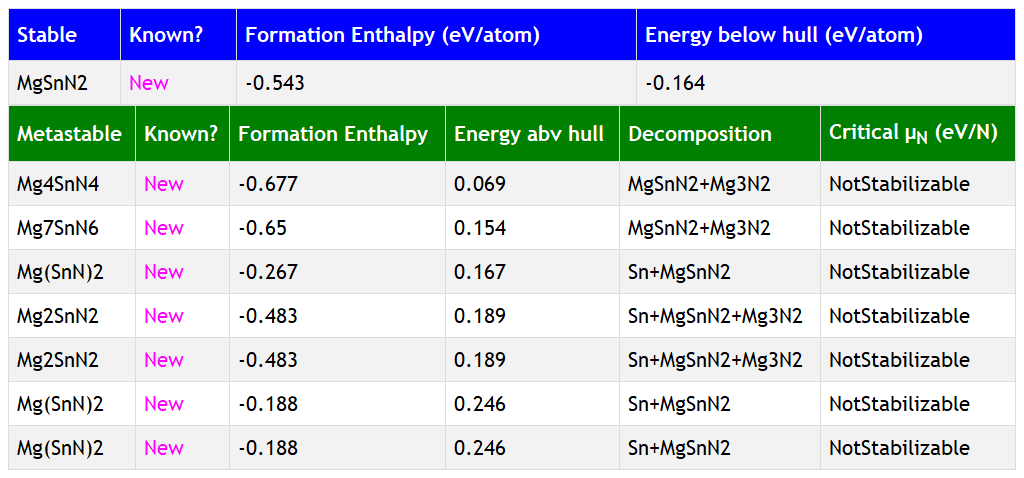 Stable Known? Formation Enthalpy (eV/atom) Energy below hull (eV/atom)
MgSnN2 New -0.543 -0.164
Metastable Known? Formation Enthalpy Energy abv hull Decomposition Critical μN (eV/N)
Mg4SnN4 New -0.677 0.069 MgSnN2+Mg3N2 NotStabilizable
Mg7SnN6 New -0.65 0.154 MgSnN2+Mg3N2 NotStabilizable
Mg(SnN)2 New -0.267 0.167 Sn+MgSnN2 NotStabilizable
Mg2SnN2 New -0.483 0.189 Sn+MgSnN2+Mg3N2 NotStabilizable
Mg2SnN2 New -0.483 0.189 Sn+MgSnN2+Mg3N2 NotStabilizable
Mg(SnN)2 New -0.188 0.246 Sn+MgSnN2 NotStabilizable
Mg(SnN)2 New -0.188 0.246 Sn+MgSnN2 NotStabilizable